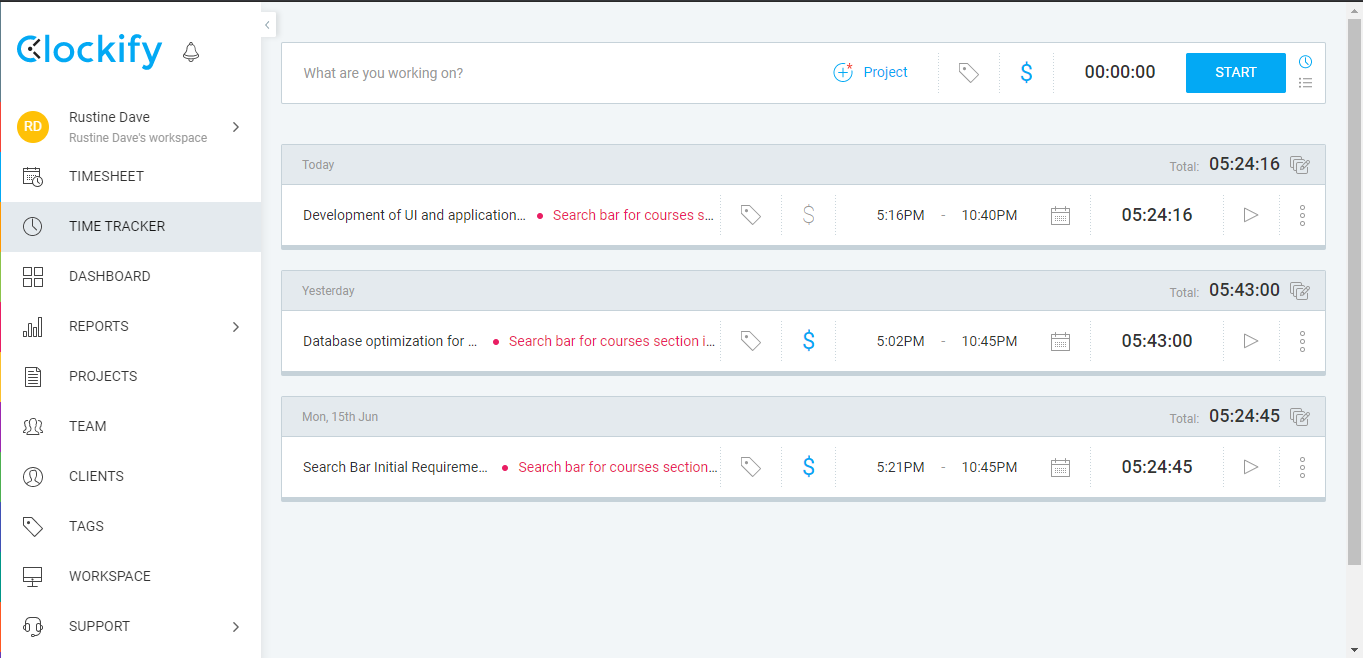 Clockify
RD
Rustine Dave
Rustine Dave's workspace
TIMESHEET
TIME TRACKER
DASHBOARD
REPORTS
PROJECTS
TEAM
CLIENTS
TAGS
WORKSPACE
SUPPORT
What are you working on? Project $ 00:00:00 START
Today Total: 05:24:16
Development of UI and application... • Search bar for courses s... $ 5:16PM - 10:40PM 05:24:16
Yesterday Total: 05:43:00
Database optimization for ... • Search bar for courses section i... $ 5:02PM - 10:45PM 05:43:00
Mon, 15th Jun Total: 05:24:45
Search Bar Initial Requireme... • Search bar for courses section... $ 5:21PM - 10:45PM 05:24:45